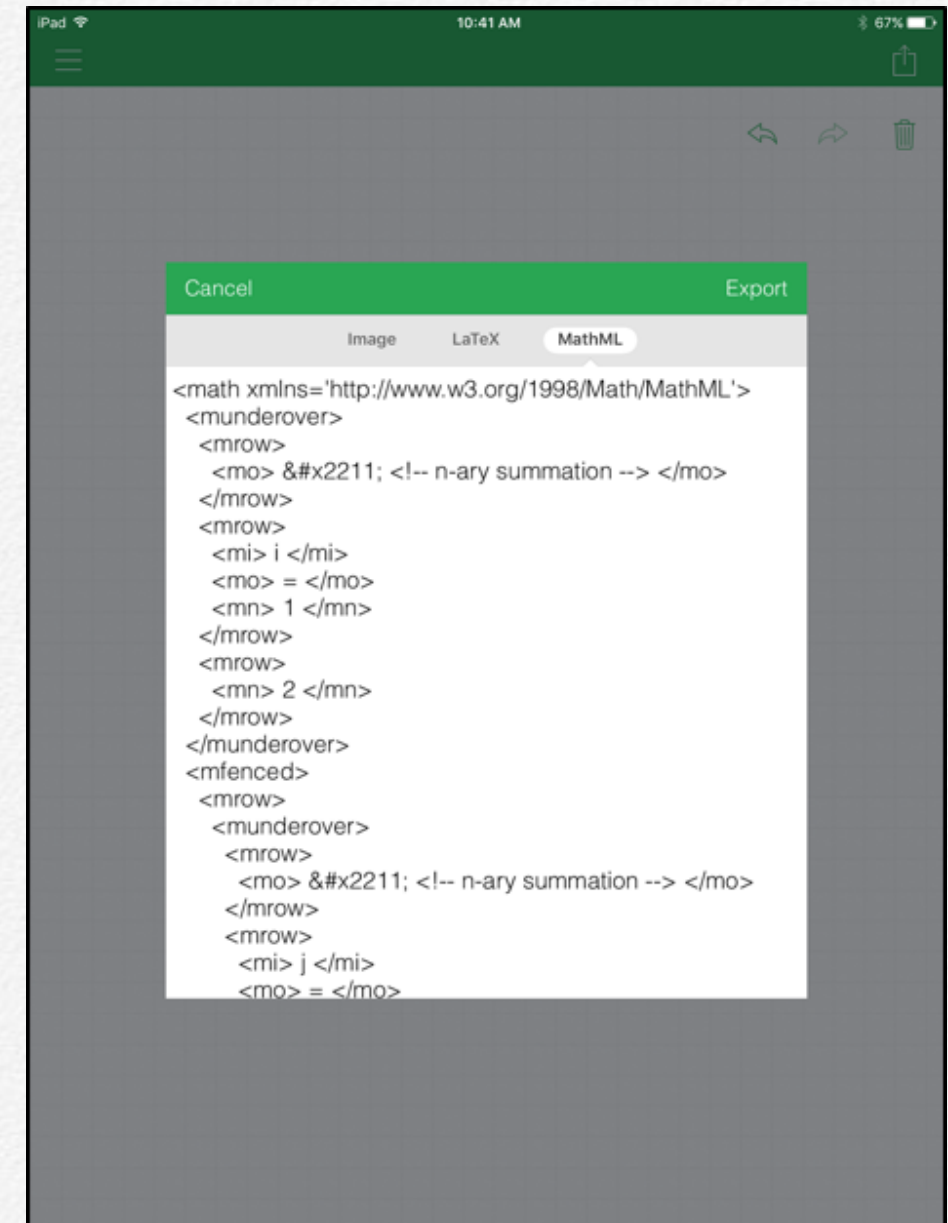 iPad 10:41 AM 67%
Cancel Export
Image LaTeX MathML
<math xmlns='http://www.w3.org/1998/Math/MathML'>
<munderover>
<mrow>
<mo> &#x2211; <!-- n-ary summation --> </mo>
</mrow>
<mrow>
<mi> i </mi>
<mo> = </mo>
<mn> 1 </mn>
</mrow>
<mrow>
<mn> 2 </mn>
</mrow>
</munderover>
<mfenced>
<mrow>
<munderover>
<mrow>
<mo> &#x2211; <!-- n-ary summation --> </mo>
</mrow>
<mrow>
<mi> j </mi>
<mo> = </mo>